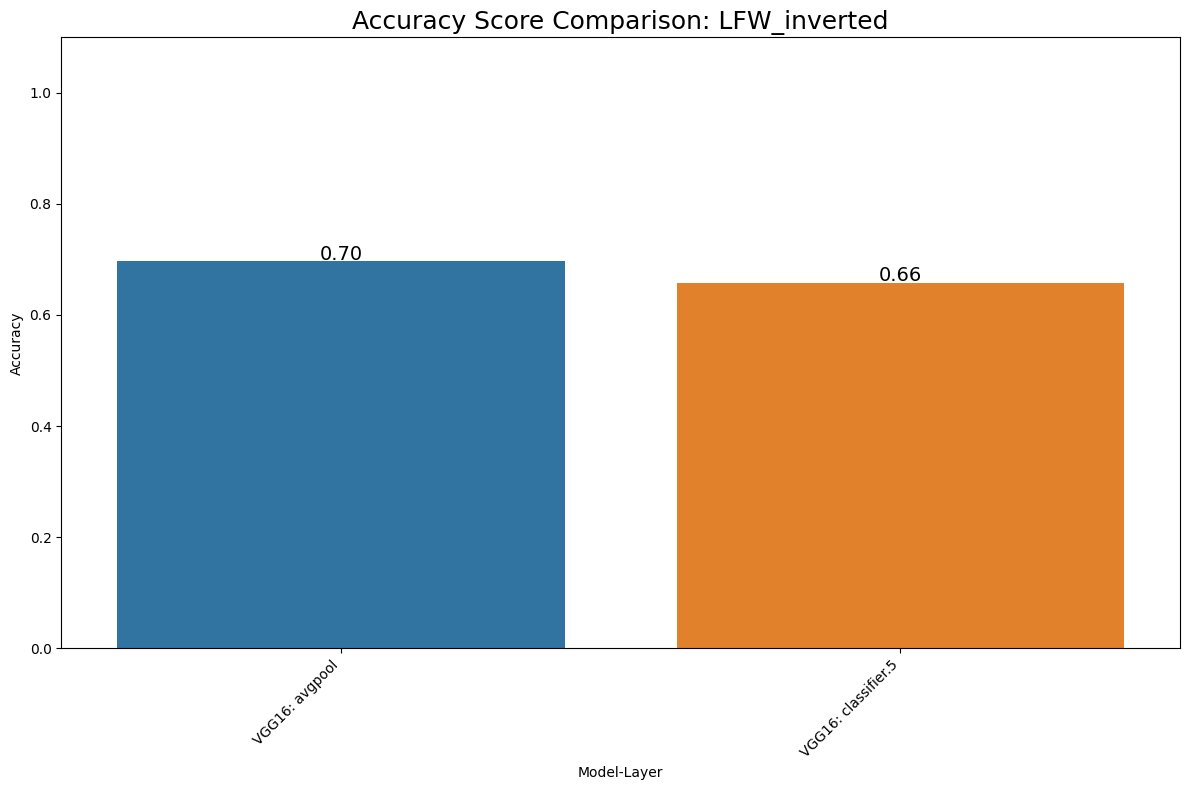 Accuracy Score Comparison: LFW_inverted
1.0
0.8
0.6
0.4
0.2
0.0
Accuracy
0.70
0.66
VGG16: avgpool
VGG16: classifier.5
Model-Layer